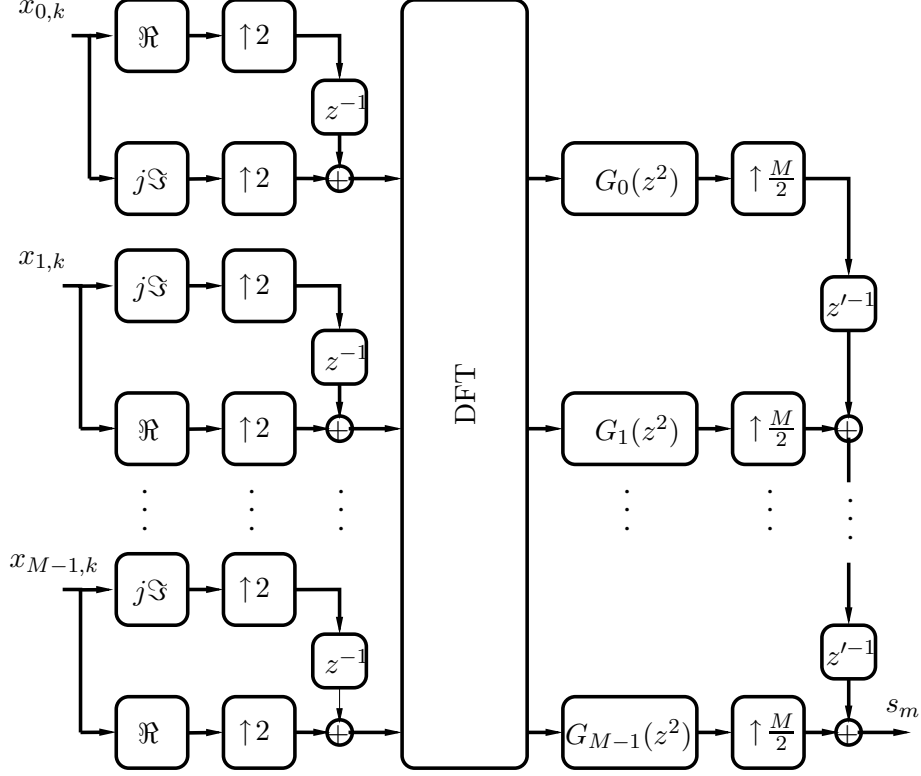 x_{0,k}
ℜ ↑2
z^{-1}
jℑ ↑2 +
G_0(z^2) ↑ M/2
x_{1,k}
jℑ ↑2
z'^{-1}
z^{-1}
DFT
ℜ ↑2 +
G_1(z^2) ↑ M/2 +
x_{M-1,k}
jℑ ↑2
z^{-1}
z'^{-1}
ℜ ↑2 +
G_{M-1}(z^2) ↑ M/2 +
s_m